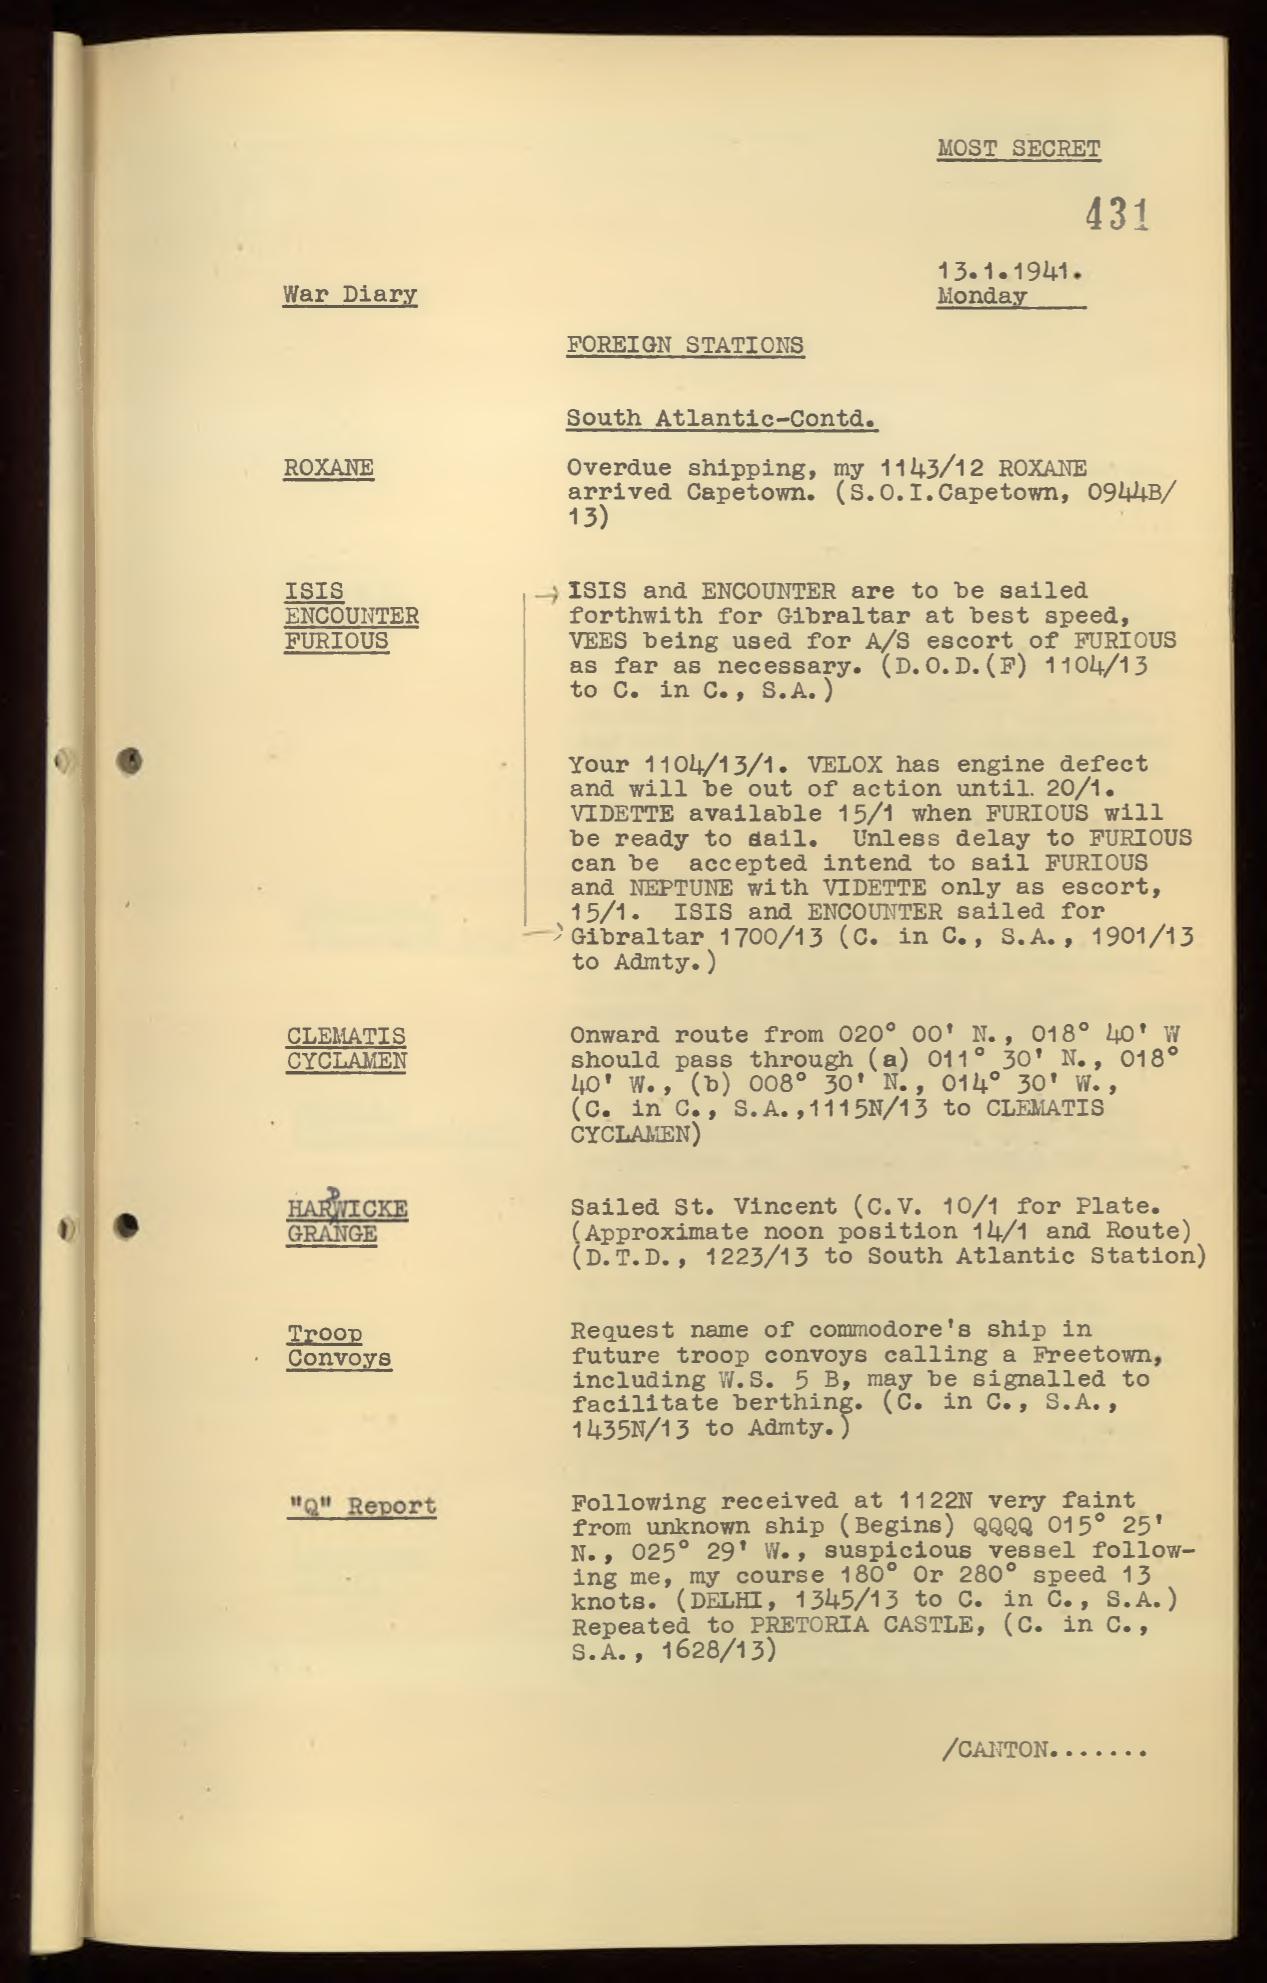 MOST SECRET
431
13.1.1941.
Monday
War Diary
FOREIGN STATIONS
South Atlantic-Contd.
ROXANE
Overdue shipping, my 1143/12 ROXANE
arrived Capetown. (S.O.I.Capetown, 0944B/
13)
ISIS
ENCOUNTER
FURIOUS
ISIS and ENCOUNTER are to be sailed
forthwith for Gibraltar at best speed,
VEES being used for A/S escort of FURIOUS
as far as necessary. (D.O.D.(F) 1104/13
to C. in C., S.A.)
Your 1104/13/1. VELOX has engine defect
and will be out of action until. 20/1.
VIDETTE available 15/1 when FURIOUS will
be ready to sail. Unless delay to FURIOUS
can be accepted intend to sail FURIOUS
and NEPTUNE with VIDETTE only as escort,
15/1. ISIS and ENCOUNTER sailed for
Gibraltar 1700/13 (C. in C., S.A., 1901/13
to Admty.)
CLEMATIS
CYCLAMEN
Onward route from 020° 00' N., 018° 40' W
should pass through (a) 011° 30' N., 018°
40' W., (b) 008° 30' N., 014° 30' W.,
(C. in C., S.A.,1115N/13 to CLEMATIS
CYCLAMEN)
HARDWICKE
GRANGE
Sailed St. Vincent (C.V. 10/1 for Plate.
(Approximate noon position 14/1 and Route)
(D.T.D., 1223/13 to South Atlantic Station)
Troop
Convoys
Request name of commodore's ship in
future troop convoys calling a Freetown,
including W.S. 5 B, may be signalled to
facilitate berthing. (C. in C., S.A.,
1435N/13 to Admty.)
"Q" Report
Following received at 1122N very faint
from unknown ship (Begins) QQQQ 015° 25'
N., 025° 29' W., suspicious vessel follow-
ing me, my course 180° Or 280° speed 13
knots. (DELHI, 1345/13 to C. in C., S.A.)
Repeated to PRETORIA CASTLE, (C. in C.,
S.A., 1628/13)
/CANTON.......